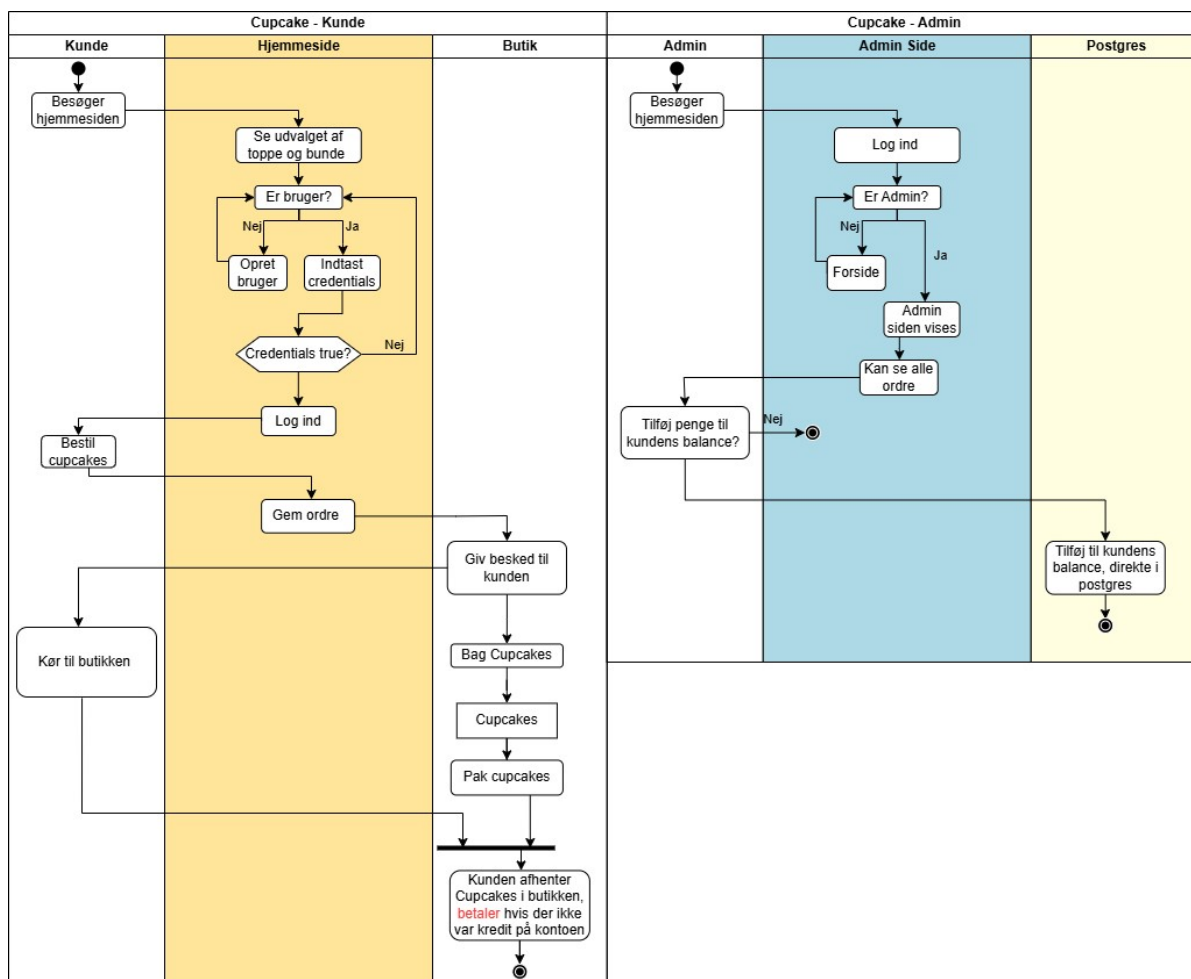 Cupcake - Kunde
Kunde
Hjemmeside
Butik
Besøger
hjemmesiden
Se udvalget af
toppe og bunde
Er bruger?
Nej
Ja
Opret
bruger
Indtast
credentials
Credentials true?
Nej
Log ind
Bestil
cupcakes
Gem ordre
Giv besked til
kunden
Kør til butikken
Bag Cupcakes
Cupcakes
Pak cupcakes
Kunden afhenter
Cupcakes i butikken,
betaler hvis der ikke
var kredit på kontoen
Cupcake - Admin
Admin
Admin Side
Postgres
Besøger
hjemmesiden
Log ind
Er Admin?
Nej
Ja
Forside
Admin
siden vises
Kan se alle
ordre
Tilføj penge til
kundens balance?
Nej
Tilføj til kundens
balance, direkte i
postgres